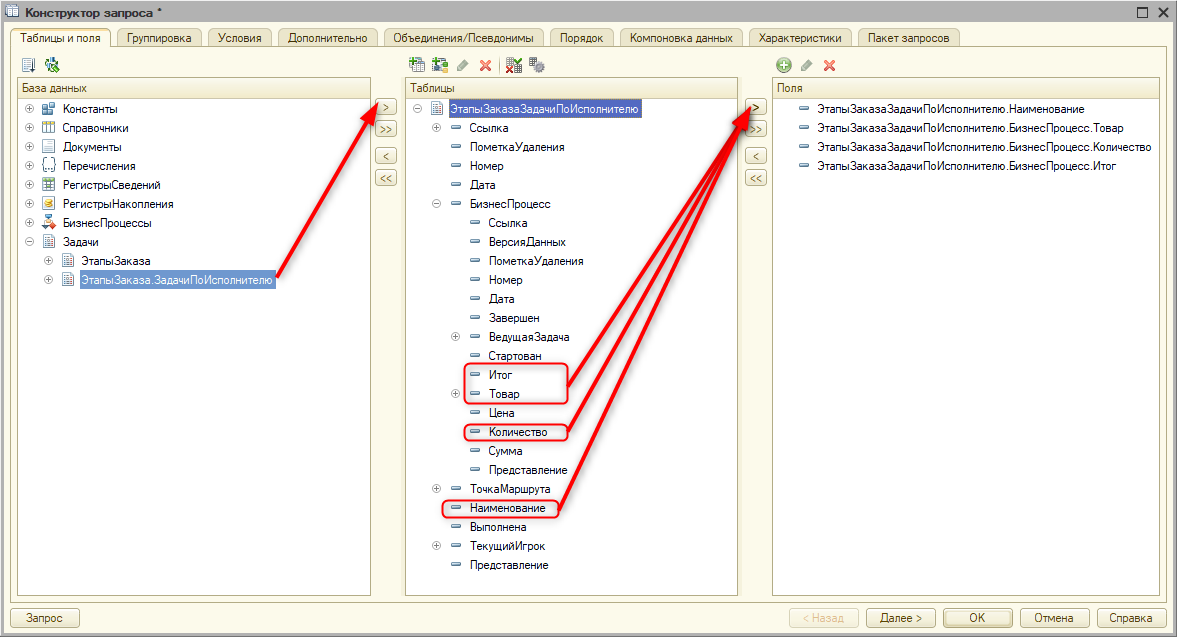 Конструктор запроса *
Таблицы и поля
Группировка
Условия
Дополнительно
Объединения/Псевдонимы
Порядок
Компоновка данных
Характеристики
Пакет запросов
База данных
Константы
Справочники
Документы
Перечисления
РегистрыСведений
РегистрыНакопления
БизнесПроцессы
Задачи
ЭтапыЗаказа
ЭтапыЗаказа.ЗадачиПоИсполнителю
>
>>
<
<<
Таблицы
ЭтапыЗаказаЗадачиПоИсполнителю
Ссылка
ПометкаУдаления
Номер
Дата
БизнесПроцесс
Ссылка
ВерсияДанных
ПометкаУдаления
Номер
Дата
Завершен
ВедущаяЗадача
Стартован
Итог
Товар
Цена
Количество
Сумма
Представление
ТочкаМаршрута
Наименование
Выполнена
ТекущийИгрок
Представление
>
>>
<
<<
Поля
ЭтапыЗаказаЗадачиПоИсполнителю.Наименование
ЭтапыЗаказаЗадачиПоИсполнителю.БизнесПроцесс.Товар
ЭтапыЗаказаЗадачиПоИсполнителю.БизнесПроцесс.Количество
ЭтапыЗаказаЗадачиПоИсполнителю.БизнесПроцесс.Итог
Запрос
< Назад
Далее >
OK
Отмена
Справка